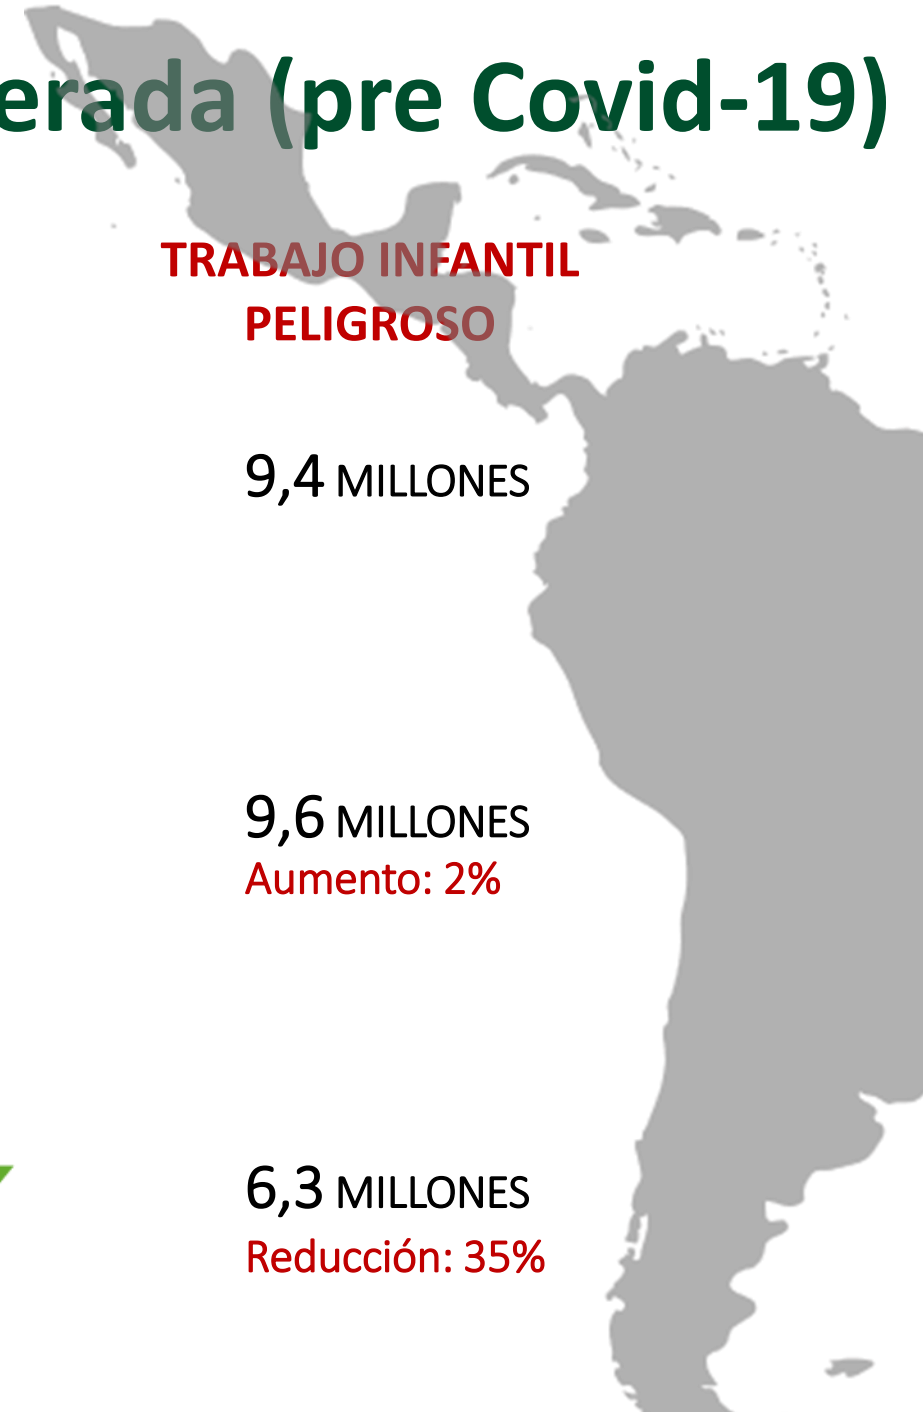 erada (pre Covid-19)
TRABAJO INFANTIL
PELIGROSO
9,4 MILLONES
9,6 MILLONES
Aumento: 2%
6,3 MILLONES
Reducción: 35%